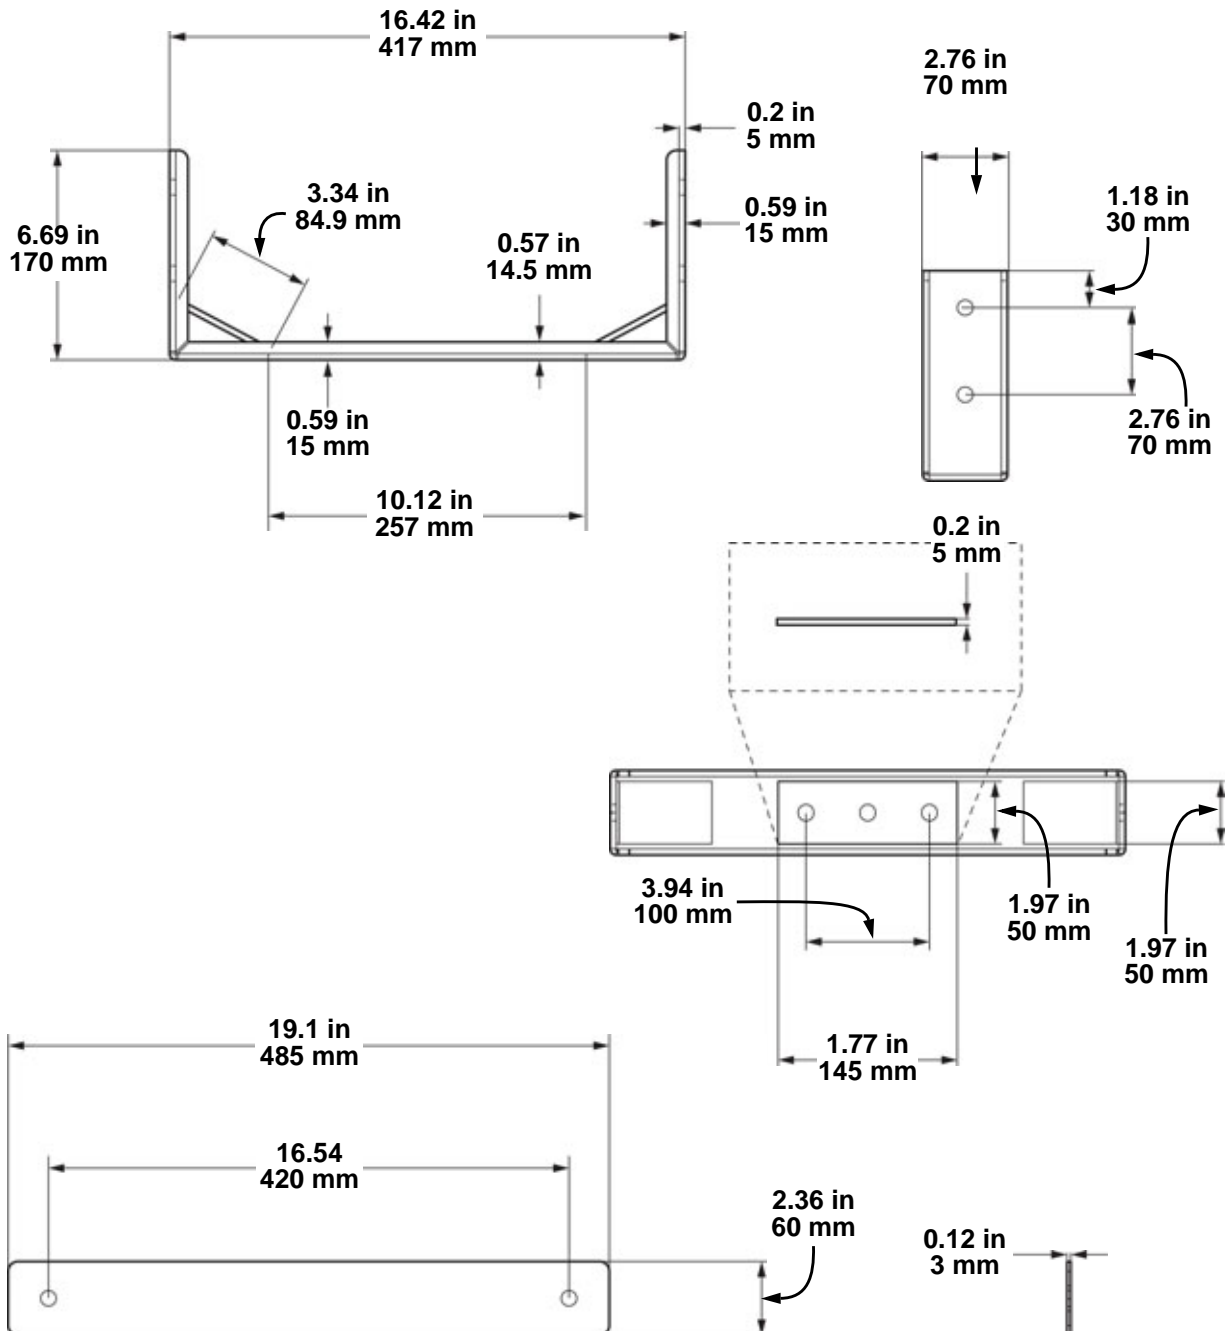 16.42 in
417 mm
2.76 in
70 mm
0.2 in
5 mm
3.34 in
84.9 mm
1.18 in
30 mm
0.59 in
15 mm
6.69 in
170 mm
0.57 in
14.5 mm
0.59 in
15 mm
2.76 in
70 mm
10.12 in
257 mm
0.2 in
5 mm
3.94 in
100 mm
1.97 in
50 mm
1.97 in
50 mm
19.1 in
485 mm
1.77 in
145 mm
16.54
420 mm
2.36 in
60 mm
0.12 in
3 mm